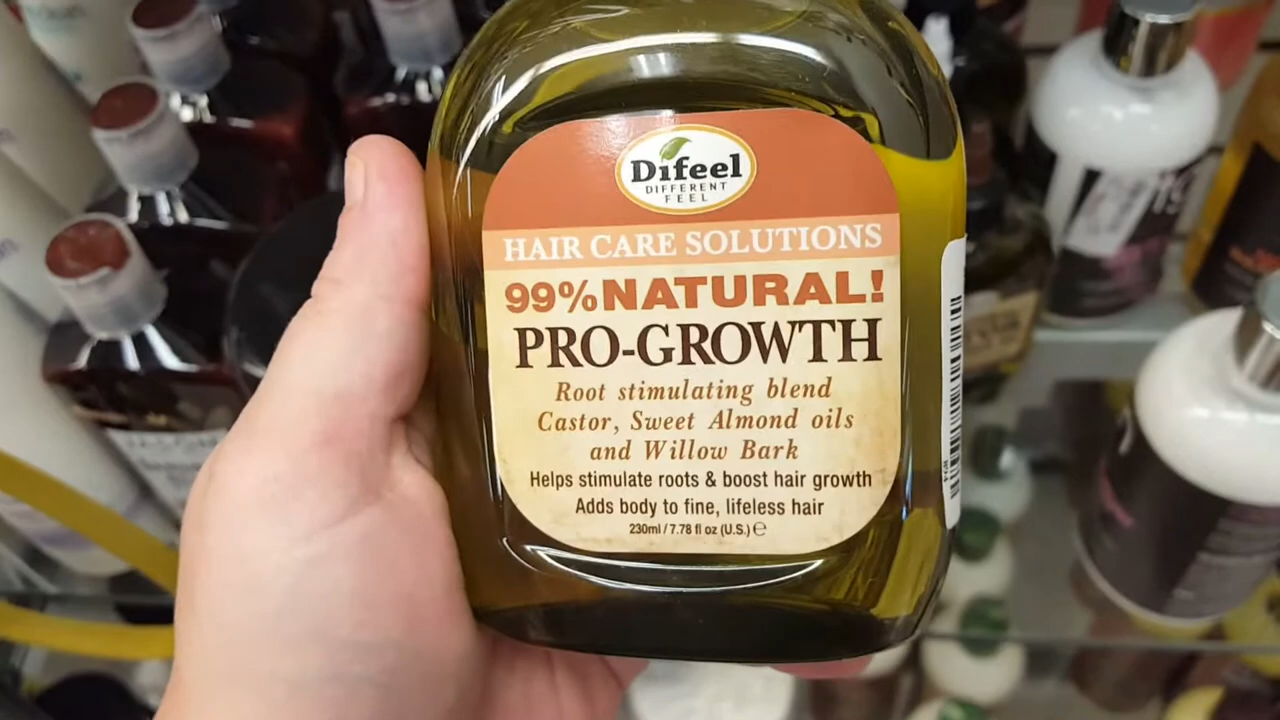 Difeel
DIFFERENT
FEEL
HAIR CARE SOLUTIONS
99% NATURAL!
PRO-GROWTH
Root stimulating blend
Castor, Sweet Almond oils
and Willow Bark
Helps stimulate roots & boost hair growth
Adds body to fine, lifeless hair
230ml / 7.78 fl oz (U.S.) ℮